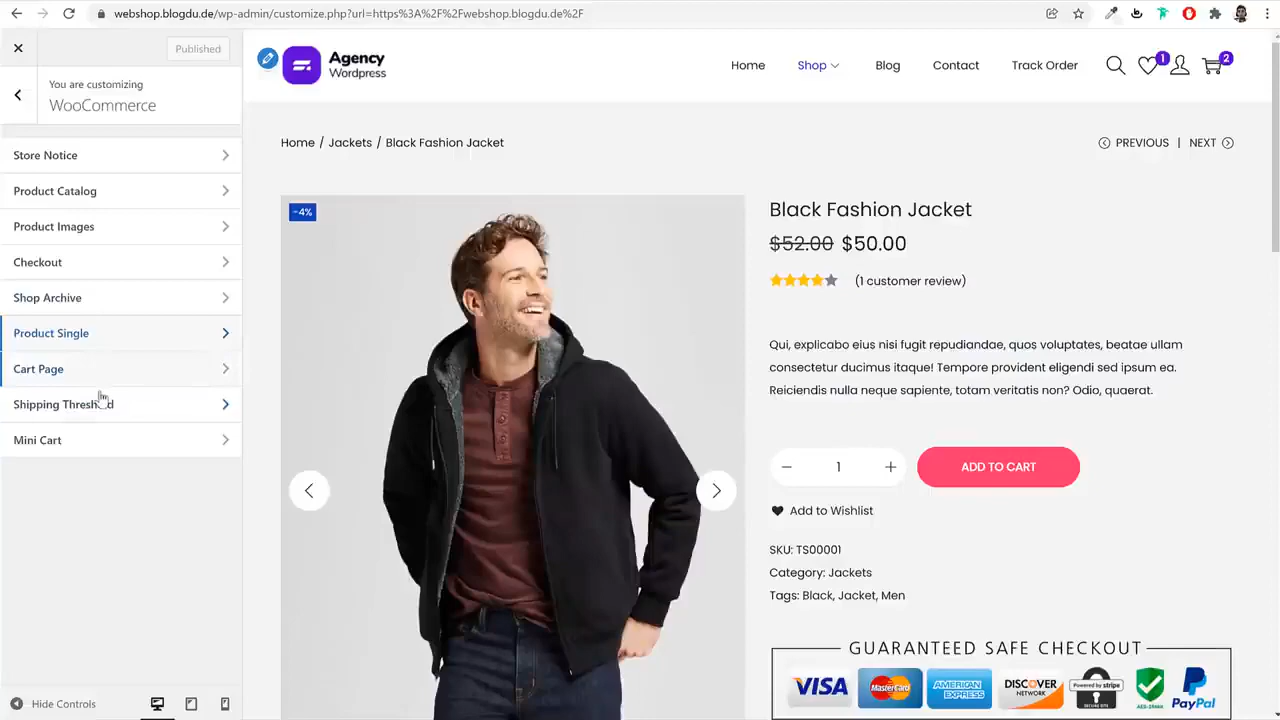 webshop.blogdu.de/wp-admin/customize.php?url=https%3A%2F%2Fwebshop.blogdu.de%2F
Published
You are customizing
WooCommerce
Store Notice
Product Catalog
Product Images
Checkout
Shop Archive
Product Single
Cart Page
Shipping Threshold
Mini Cart
Hide Controls
Agency
Wordpress
Home
Shop
Blog
Contact
Track Order
1
2
Home / Jackets / Black Fashion Jacket
PREVIOUS | NEXT
-4%
Black Fashion Jacket
$52.00 $50.00
(1 customer review)
Qui, explicabo eius nisi fugit repudiandae, quos voluptates, beatae ullam
consectetur ducimus itaque! Tempore provident eligendi sed ipsum ea.
Reiciendis nulla neque sapiente, totam veritatis non? Odio, quaerat.
− 1 +
ADD TO CART
Add to Wishlist
SKU: TS00001
Category: Jackets
Tags: Black, Jacket, Men
GUARANTEED SAFE CHECKOUT
VISA
MasterCard
AMERICAN EXPRESS
DISCOVER NETWORK
Powered by stripe
PayPal